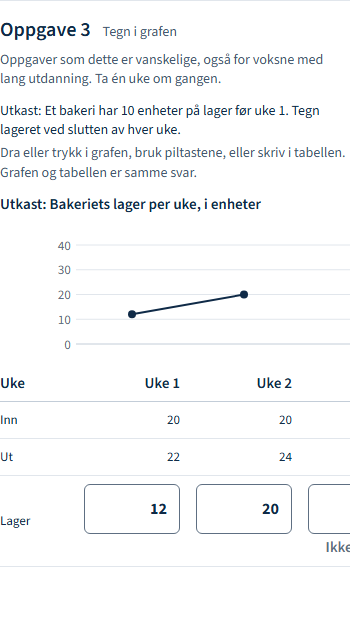 Oppgave 3 Tegn i grafen
Oppgaver som dette er vanskelige, også for voksne med
lang utdanning. Ta én uke om gangen.
Utkast: Et bakeri har 10 enheter på lager før uke 1. Tegn
lageret ved slutten av hver uke.
Dra eller trykk i grafen, bruk piltastene, eller skriv i tabellen.
Grafen og tabellen er samme svar.
Utkast: Bakeriets lager per uke, i enheter
40
30
20
10
0
Uke Uke 1 Uke 2
Inn 20 20
Ut 22 24
Lager 12 20
Ikke